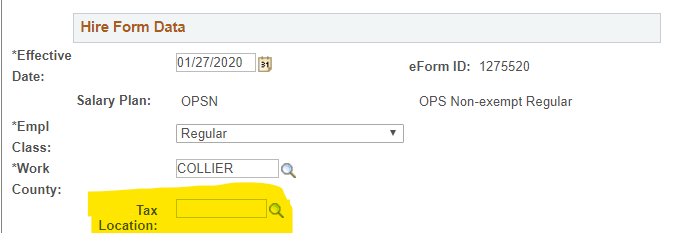 Hire Form Data
*Effective Date: 01/27/2020 31 eForm ID: 1275520
Salary Plan: OPSN OPS Non-exempt Regular
*Empl Class: Regular
*Work County: COLLIER
Tax Location: